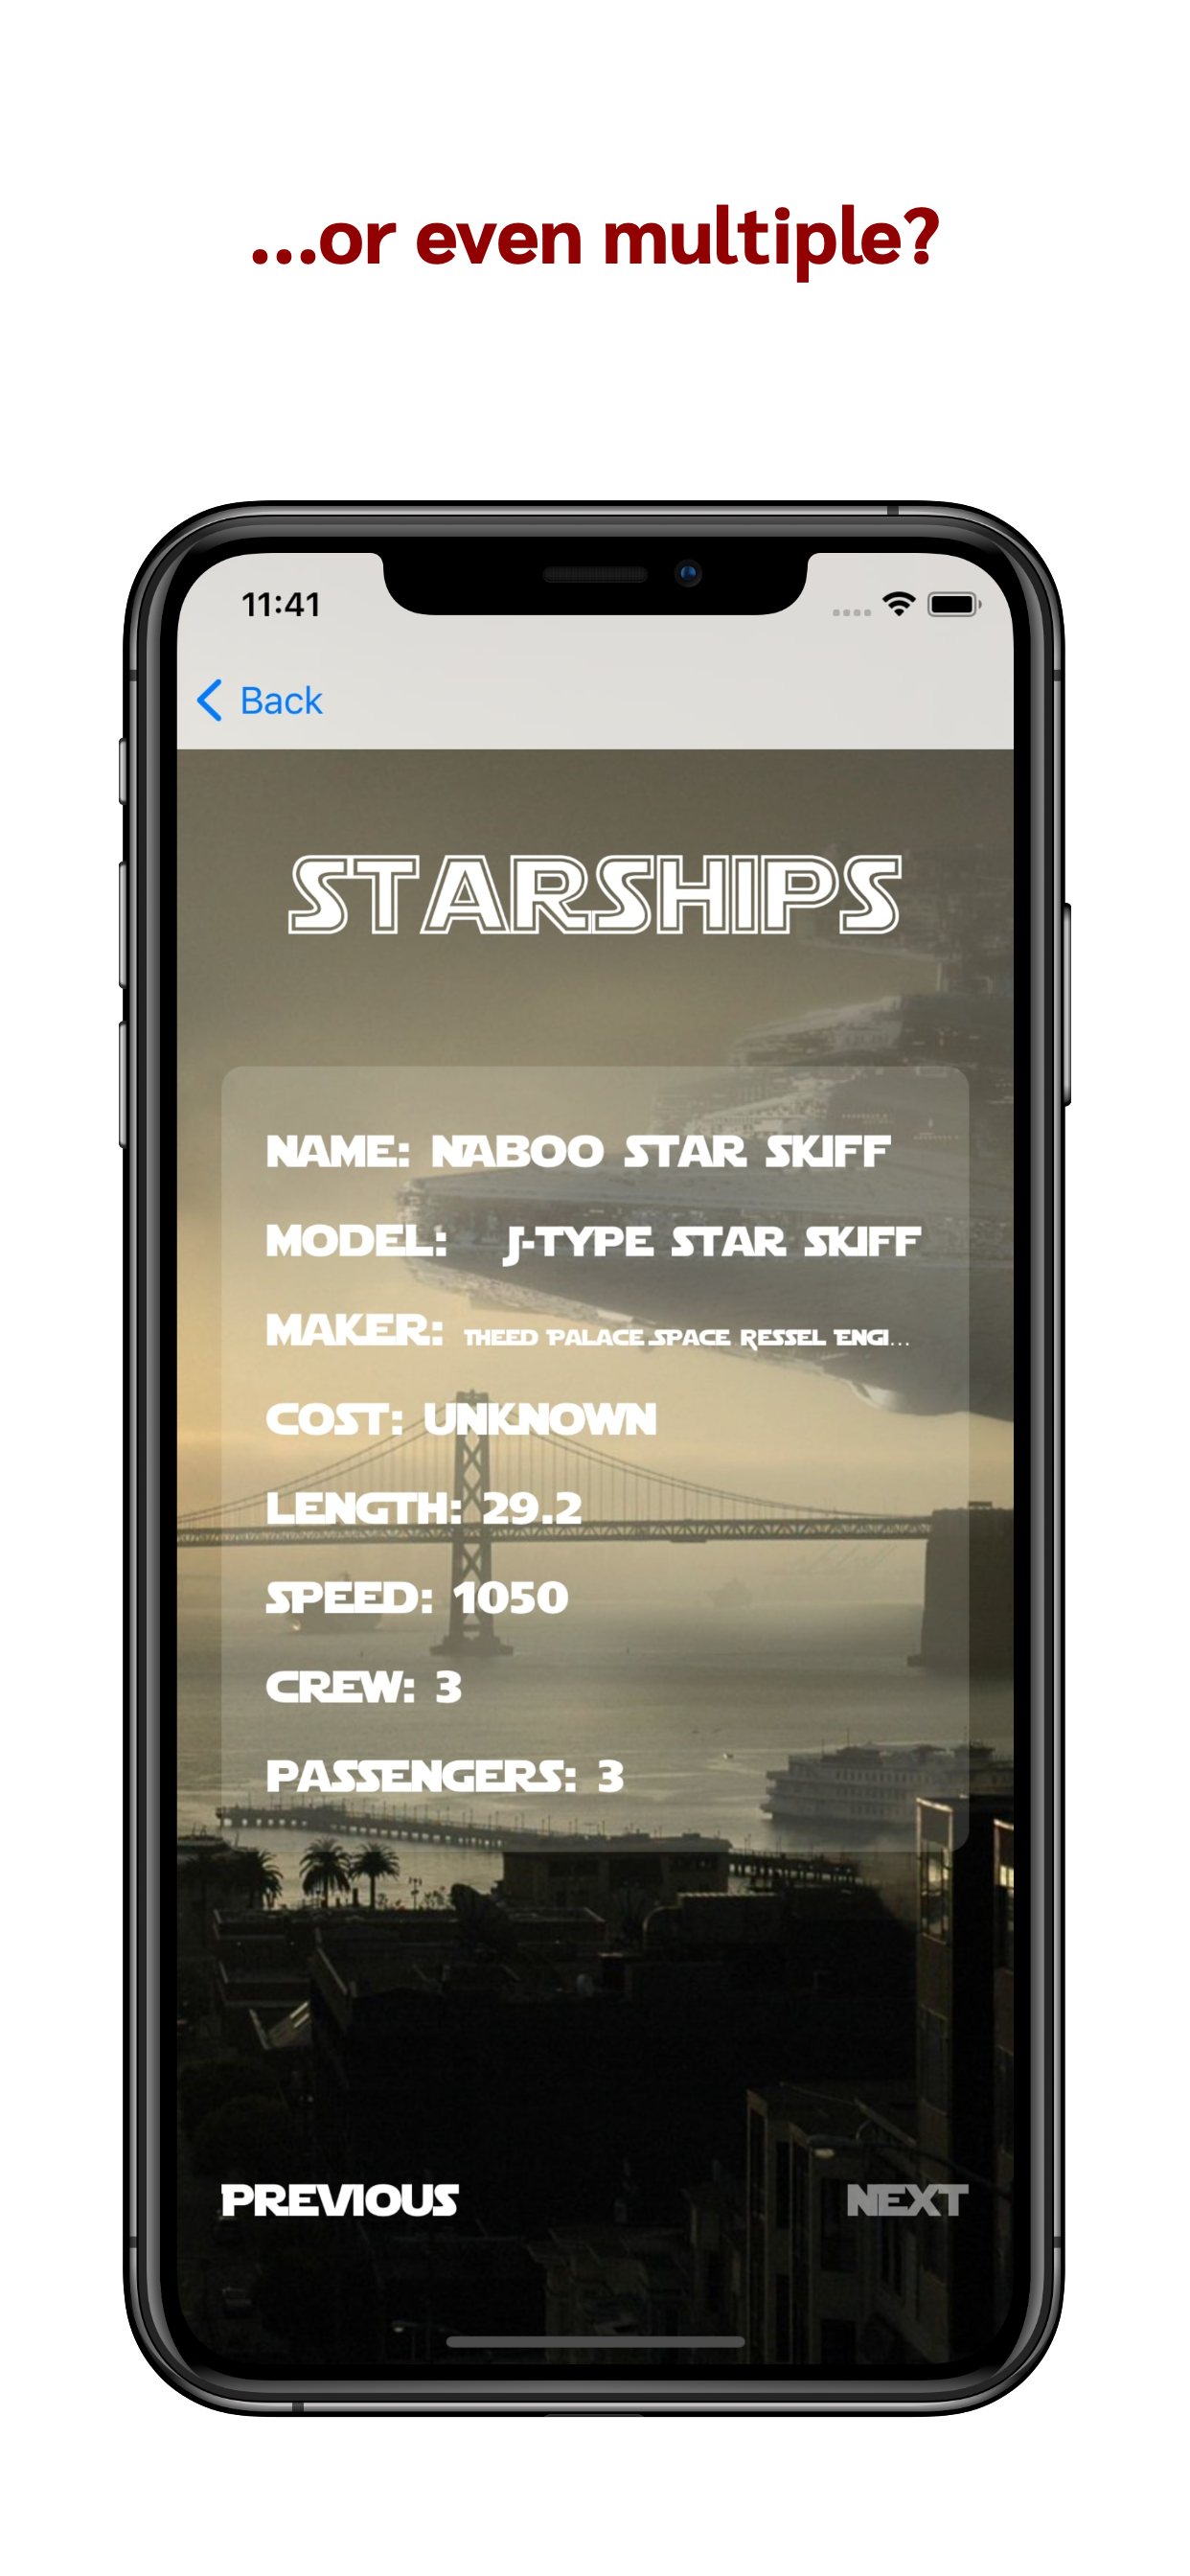 ...or even multiple?
11:41
Back
STARSHIPS
NAME: NABOO STAR SKIFF
MODEL: J-TYPE STAR SKIFF
MAKER: THEED PALACE SPACE RESSEL ENGI...
COST: UNKNOWN
LENGTH: 29.2
SPEED: 1050
CREW: 3
PASSENGERS: 3
PREVIOUS
NEXT